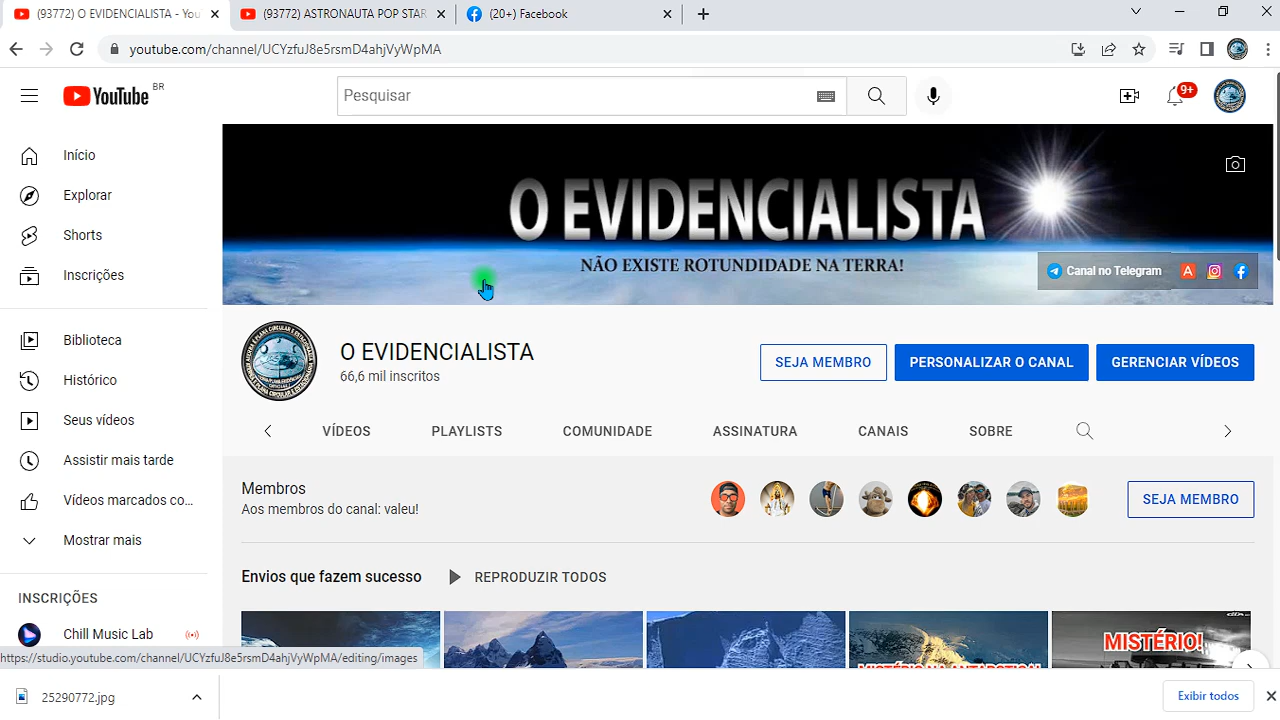 (93772) O EVIDENCIALISTA - You
(93772) ASTRONAUTA POP STAR
(20+) Facebook
youtube.com/channel/UCYzfuJ8e5rsmD4ahjVyWpMA
YouTube BR
Pesquisar
9+
Início
Explorar
Shorts
Inscrições
Biblioteca
Histórico
Seus vídeos
Assistir mais tarde
Vídeos marcados co...
Mostrar mais
INSCRIÇÕES
Chill Music Lab
O EVIDENCIALISTA
NÃO EXISTE ROTUNDIDADE NA TERRA!
Canal no Telegram
O EVIDENCIALISTA
66,6 mil inscritos
SEJA MEMBRO
PERSONALIZAR O CANAL
GERENCIAR VÍDEOS
VÍDEOS
PLAYLISTS
COMUNIDADE
ASSINATURA
CANAIS
SOBRE
Membros
Aos membros do canal: valeu!
SEJA MEMBRO
Envios que fazem sucesso
REPRODUZIR TODOS
MISTÉRIO NA ANTARCTICA!
MISTÉRIO!
https://studio.youtube.com/channel/UCYzfuJ8e5rsmD4ahjVyWpMA/editing/images
25290772.jpg
Exibir todos